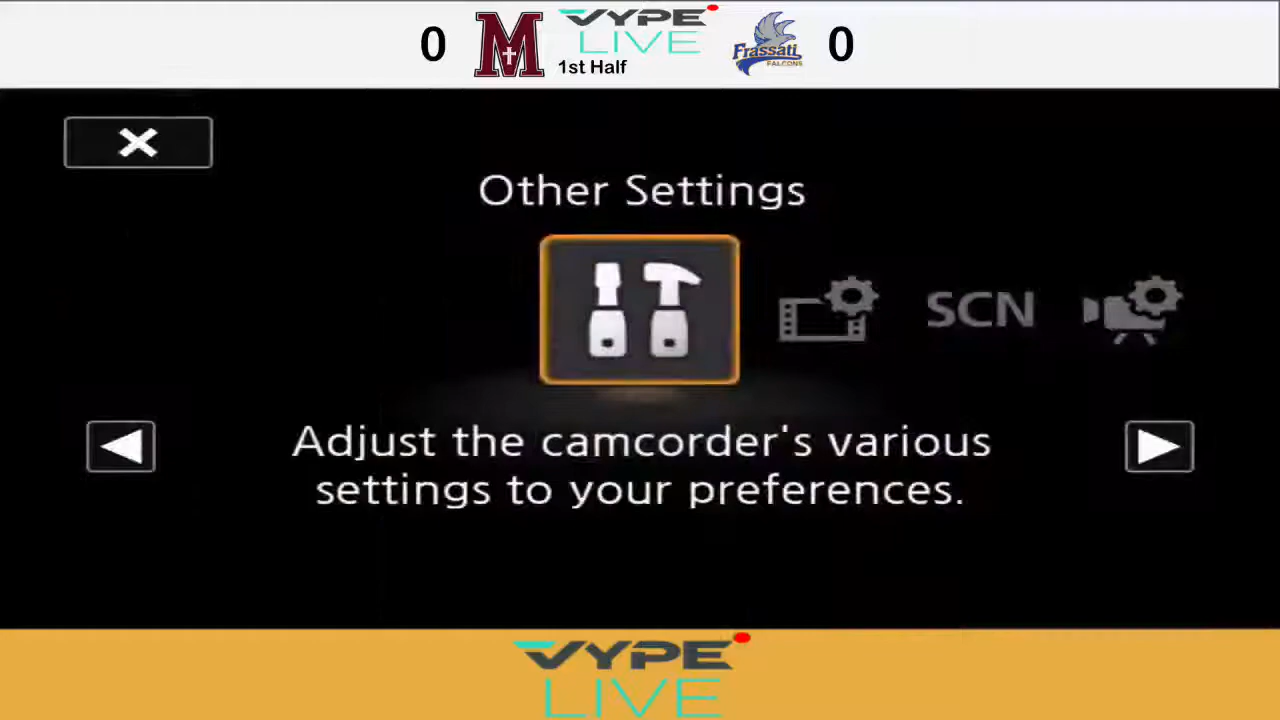 0 M VYPE LIVE 1st Half Frassati FALCONS 0
Other Settings
SCN
Adjust the camcorder's various
settings to your preferences.
VYPE
LIVE